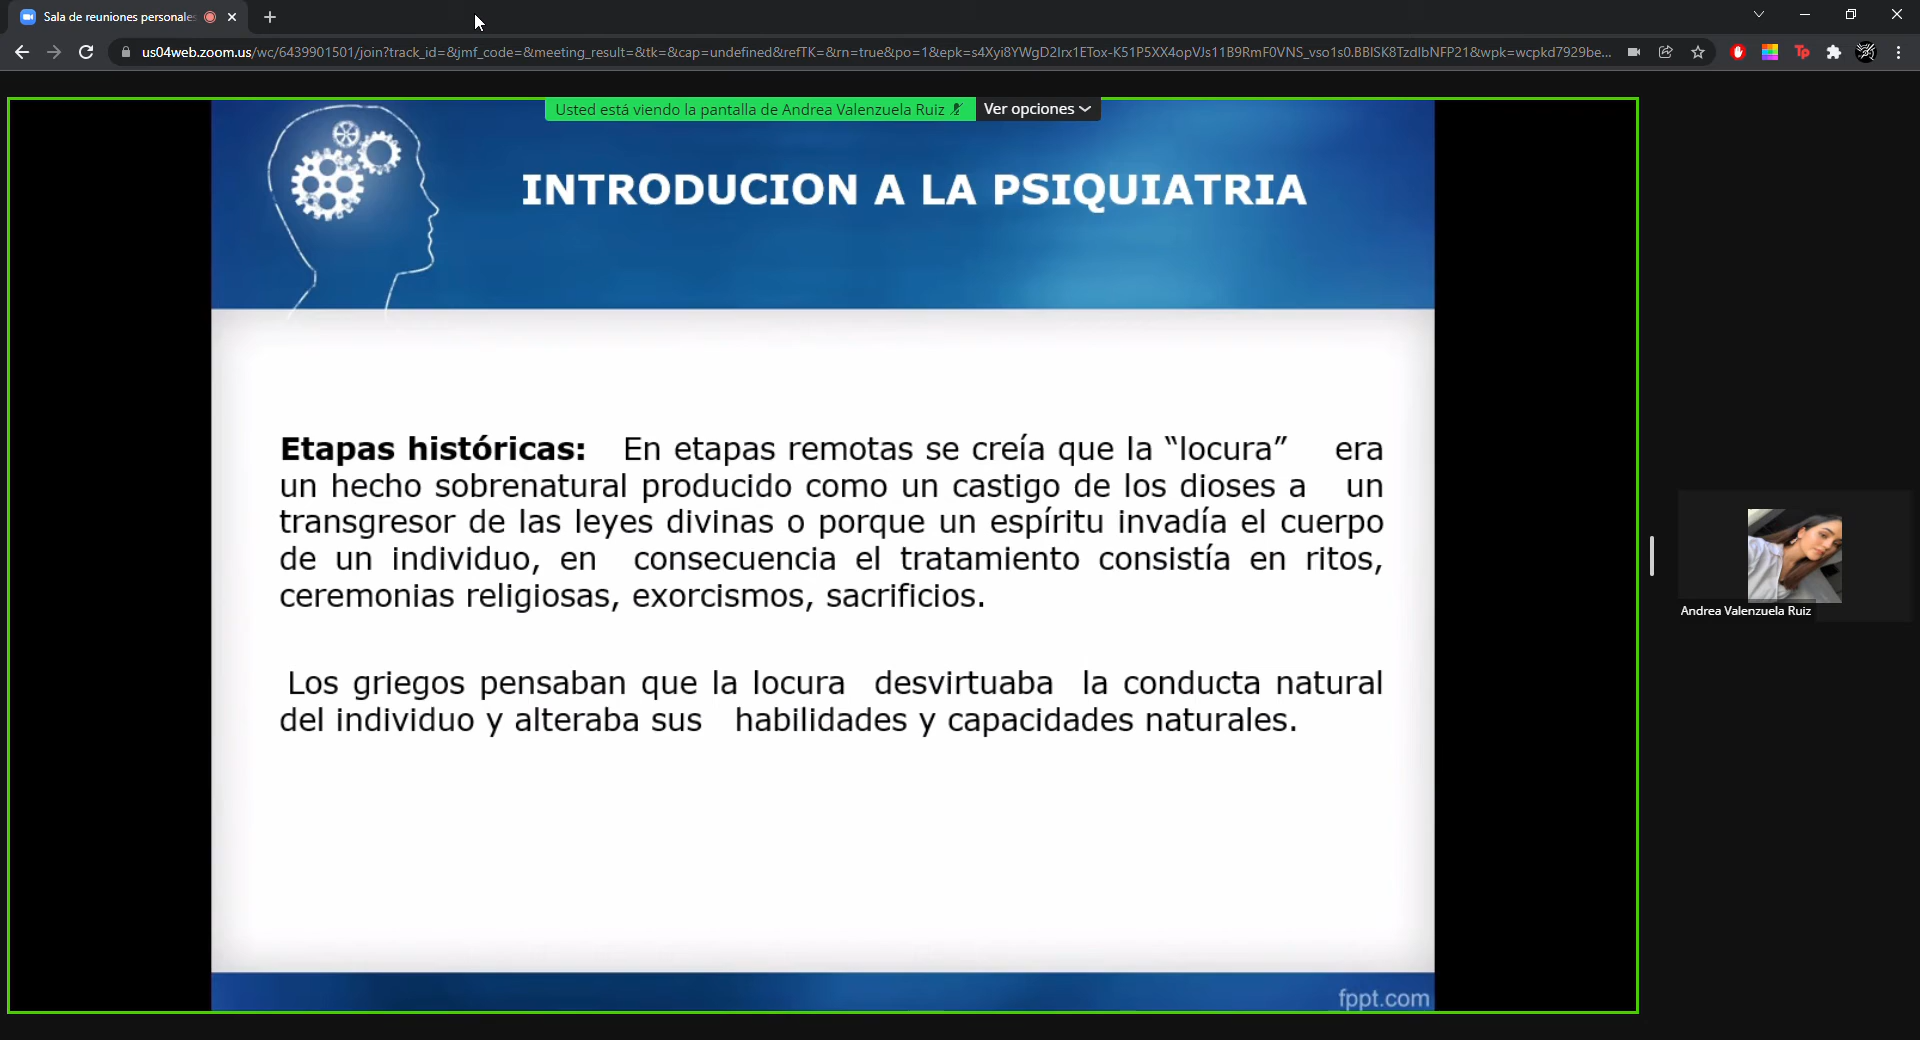 Sala de reuniones personales
us04web.zoom.us/wc/6439901501/join?track_id=&jmf_code=&meeting_result=&tk=&cap=undefined&refTK=&rn=true&po=1&epk=s4Xyi8YWgD2Irx1ETox-K51P5XX4opVJs11B9RmF0VNS_vso1s0.BBISK8TzdIbNFP21&wpk=wcpkd7929be...
Usted está viendo la pantalla de Andrea Valenzuela Ruiz Ver opciones
INTRODUCION A LA PSIQUIATRIA
Etapas históricas: En etapas remotas se creía que la “locura” era
un hecho sobrenatural producido como un castigo de los dioses a un
transgresor de las leyes divinas o porque un espíritu invadía el cuerpo
de un individuo, en consecuencia el tratamiento consistía en ritos,
ceremonias religiosas, exorcismos, sacrificios.
Los griegos pensaban que la locura desvirtuaba la conducta natural
del individuo y alteraba sus habilidades y capacidades naturales.
fppt.com
Andrea Valenzuela Ruiz